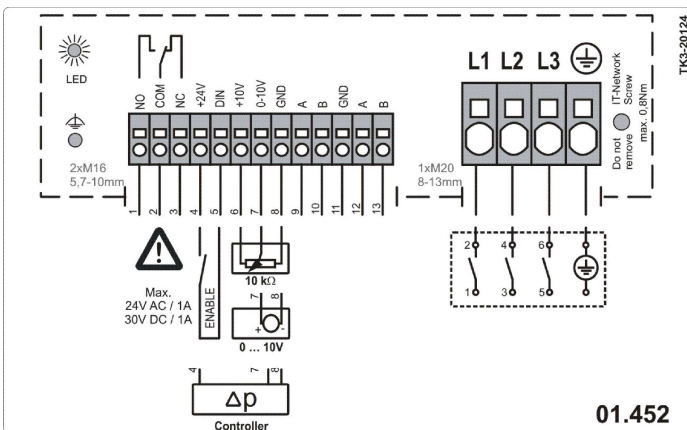 LED
NO
COM
NC
+24V
DIN
+10V
0-10V
GND
A
B
GND
A
B
L1 L2 L3
Do not remove
IT-Network Screw
max. 0,8Nm
TK3-20124
2xM16
5,7-10mm
1xM20
8-13mm
1 2 3 4 5 6 7 8 9 10 11 12 13
Max.
24V AC / 1A
30V DC / 1A
ENABLE
10 kΩ
7 8
+ -
0 ... 10V
4 7 8
Δp
Controller
2 4 6
1 3 5
01.452